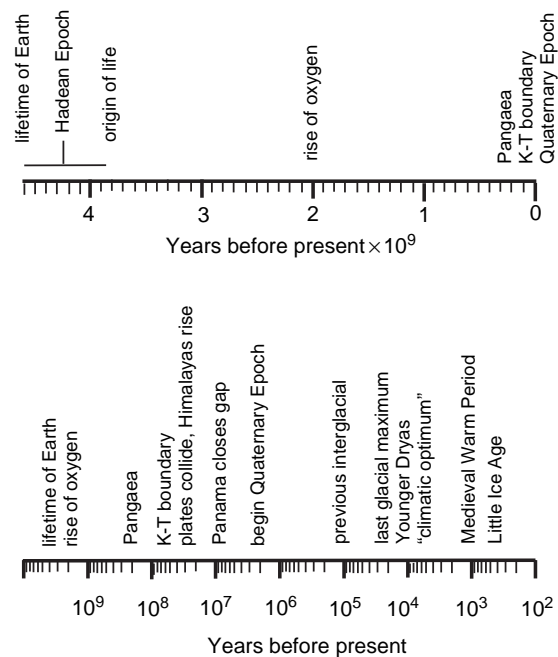 lifetime of Earth
Hadean Epoch
origin of life
rise of oxygen
Pangaea
K-T boundary
Quaternary Epoch
4 3 2 1 0
Years before present × 10⁹
lifetime of Earth
rise of oxygen
Pangaea
K-T boundary
plates collide, Himalayas rise
Panama closes gap
begin Quaternary Epoch
previous interglacial
last glacial maximum
Younger Dryas
“climatic optimum”
Medieval Warm Period
Little Ice Age
10⁹ 10⁸ 10⁷ 10⁶ 10⁵ 10⁴ 10³ 10²
Years before present